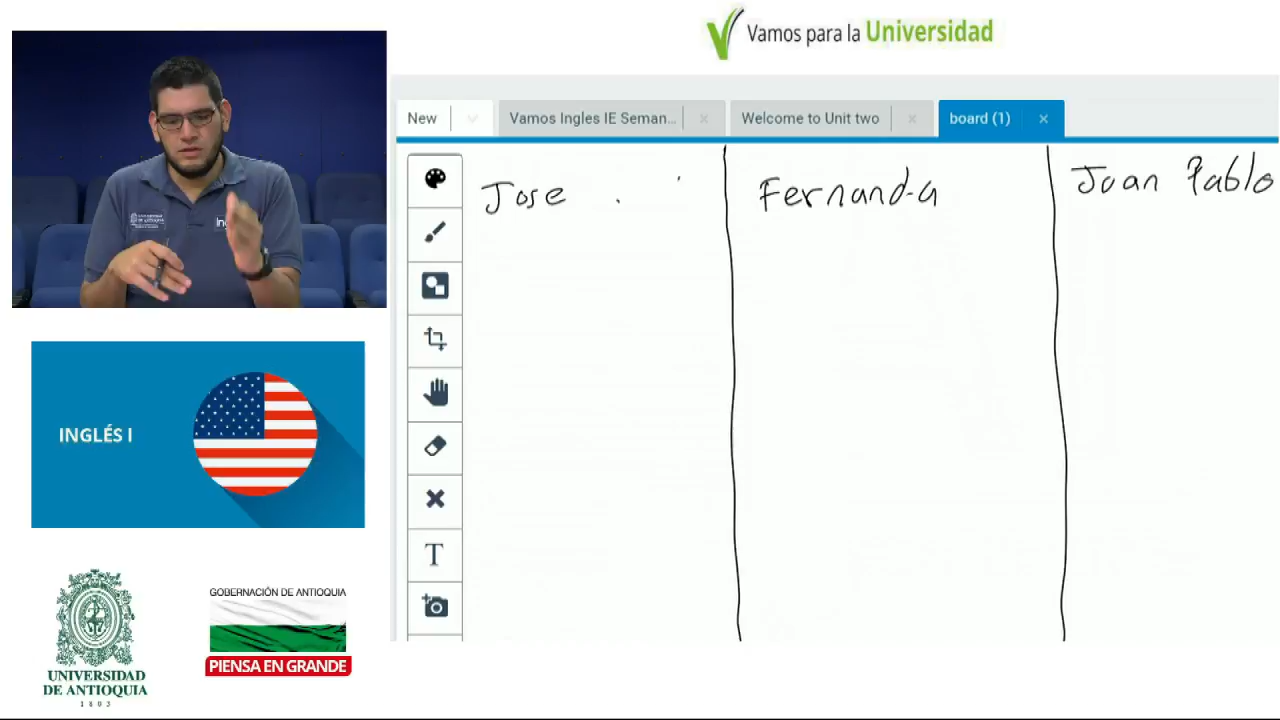 Vamos para la Universidad
New
Vamos Ingles IE Seman...
Welcome to Unit two
board (1)
Jose
Fernanda
Juan Pablo
T
INGLÉS I
UNIVERSIDAD
DE ANTIOQUIA
1803
GOBERNACIÓN DE ANTIOQUIA
PIENSA EN GRANDE